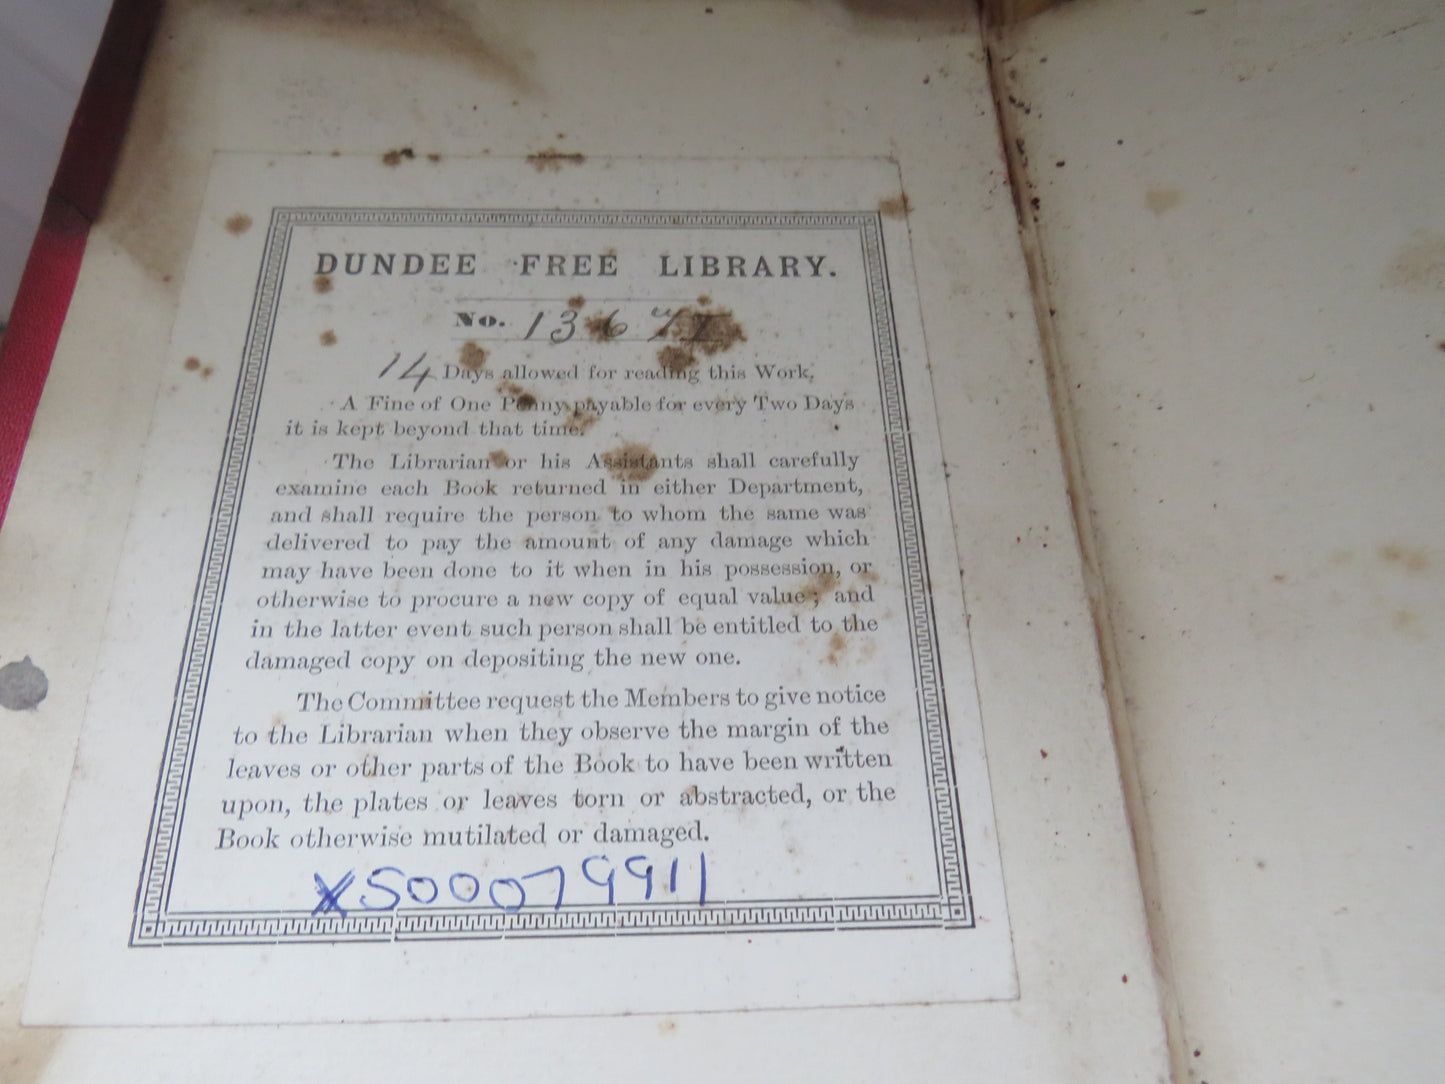 DUNDEE FREE LIBRARY.
No. 13671
14 Days allowed for reading this Work,
A Fine of One Penny payable for every Two Days
it is kept beyond that time.
The Librarian or his Assistants shall carefully
examine each Book returned in either Department,
and shall require the person to whom the same was
delivered to pay the amount of any damage which
may have been done to it when in his possession, or
otherwise to procure a new copy of equal value; and
in the latter event such person shall be entitled to the
damaged copy on depositing the new one.
The Committee request the Members to give notice
to the Librarian when they observe the margin of the
leaves or other parts of the Book to have been written
upon, the plates or leaves torn or abstracted, or the
Book otherwise mutilated or damaged.
XS00079911